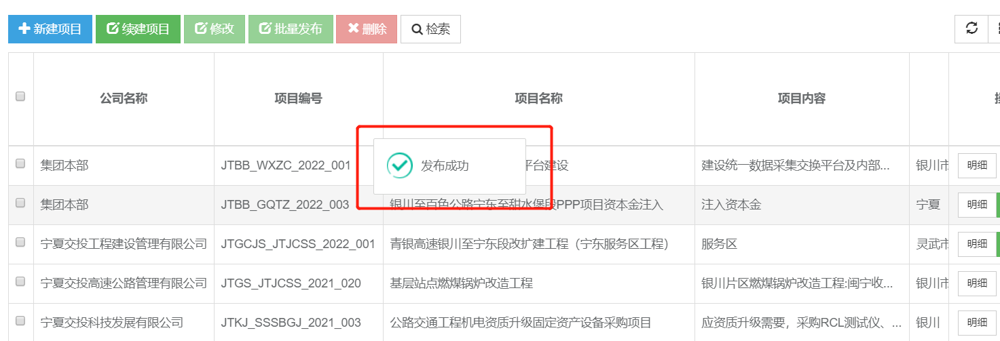 新建项目 续建项目 修改 批量发布 删除 检索
公司名称 项目编号 项目名称 项目内容
集团本部 JTBB_WXZC_2022_001 平台建设 建设统一数据采集交换平台及内部... 银川市 明细
发布成功
集团本部 JTBB_GQTZ_2022_003 银川至百色公路宁东至甜水堡段PPP项目资本金注入 注入资本金 宁夏 明细
宁夏交投工程建设管理有限公司 JTGCJS_JTJCSS_2022_001 青银高速银川至宁东段改扩建工程（宁东服务区工程） 服务区 灵武市 明细
宁夏交投高速公路管理有限公司 JTGS_JTJCSS_2021_020 基层站点燃煤锅炉改造工程 银川片区燃煤锅炉改造工程:闽宁收... 银川市 明细
宁夏交投科技发展有限公司 JTKJ_SSSBGJ_2021_003 公路交通工程机电资质升级固定资产设备采购项目 应资质升级需要，采购RCL测试仪、... 银川 明细